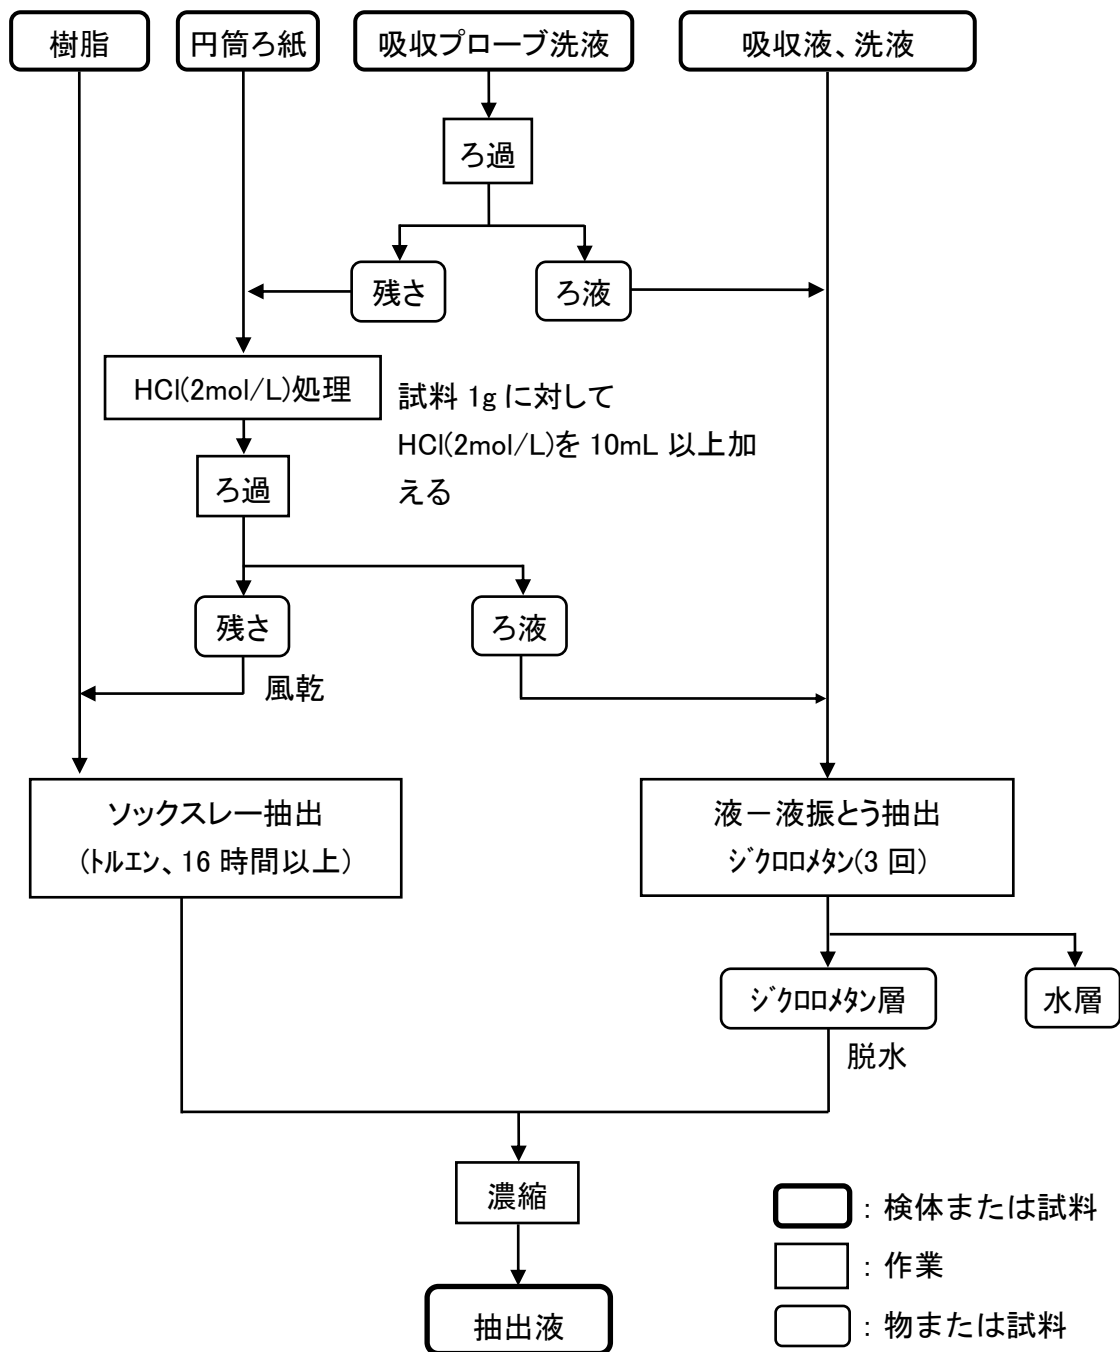 樹脂
円筒ろ紙
吸収プローブ洗液
吸収液、洗液
ろ過
残さ
ろ液
HCl(2mol/L)処理
試料 1g に対して
HCl(2mol/L)を 10mL 以上加
える
ろ過
残さ
ろ液
風乾
ソックスレー抽出
(ﾄﾙｴﾝ、16 時間以上)
液－液振とう抽出
ｼﾞｸﾛﾛﾒﾀﾝ(3 回)
ｼﾞｸﾛﾛﾒﾀﾝ層
水層
脱水
濃縮
抽出液
：検体または試料
：作業
：物または試料